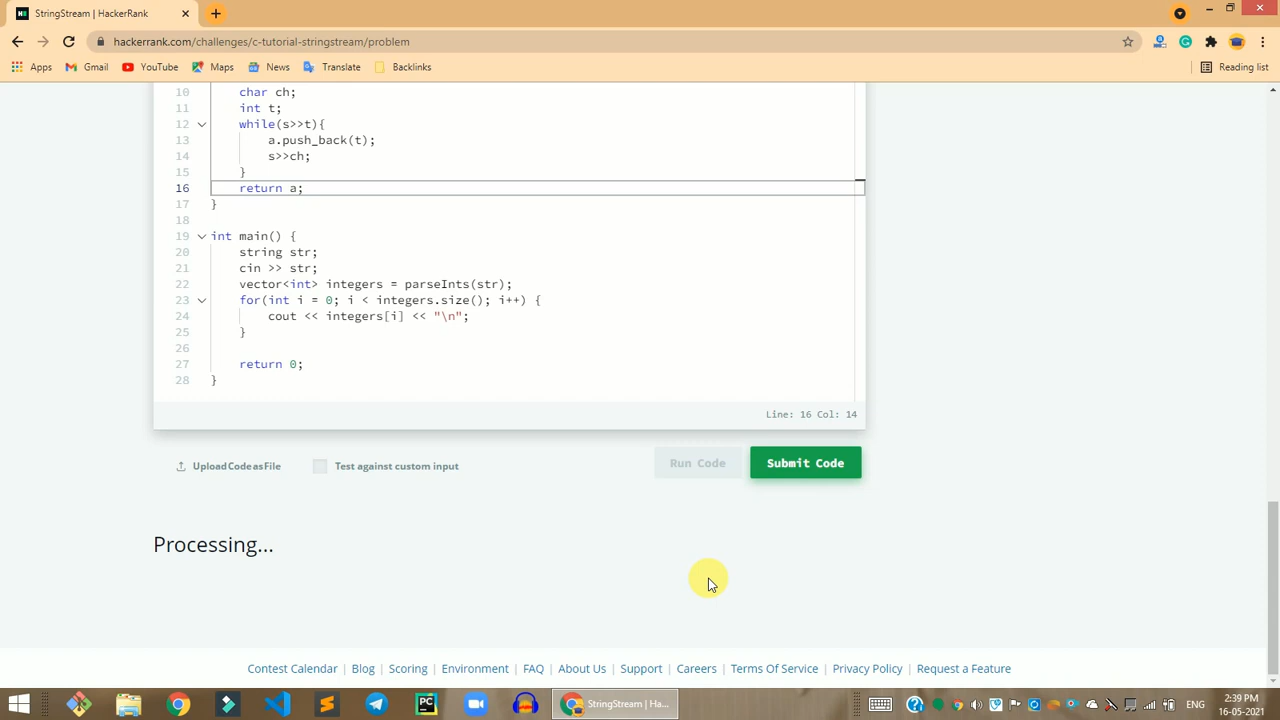 StringStream | HackerRank
hackerrank.com/challenges/c-tutorial-stringstream/problem
Apps Gmail YouTube Maps News Translate Backlinks Reading list
10 char ch;
11 int t;
12 while(s>>t){
13 a.push_back(t);
14 s>>ch;
15 }
16 return a;
17 }
18
19 int main() {
20 string str;
21 cin >> str;
22 vector<int> integers = parseInts(str);
23 for(int i = 0; i < integers.size(); i++) {
24 cout << integers[i] << "\n";
25 }
26
27 return 0;
28 }
Line: 16 Col: 14
Upload Code as File Test against custom input Run Code Submit Code
Processing...
Contest Calendar | Blog | Scoring | Environment | FAQ | About Us | Support | Careers | Terms Of Service | Privacy Policy | Request a Feature
StringStream | Ha... ENG 2:39 PM
16-05-2021